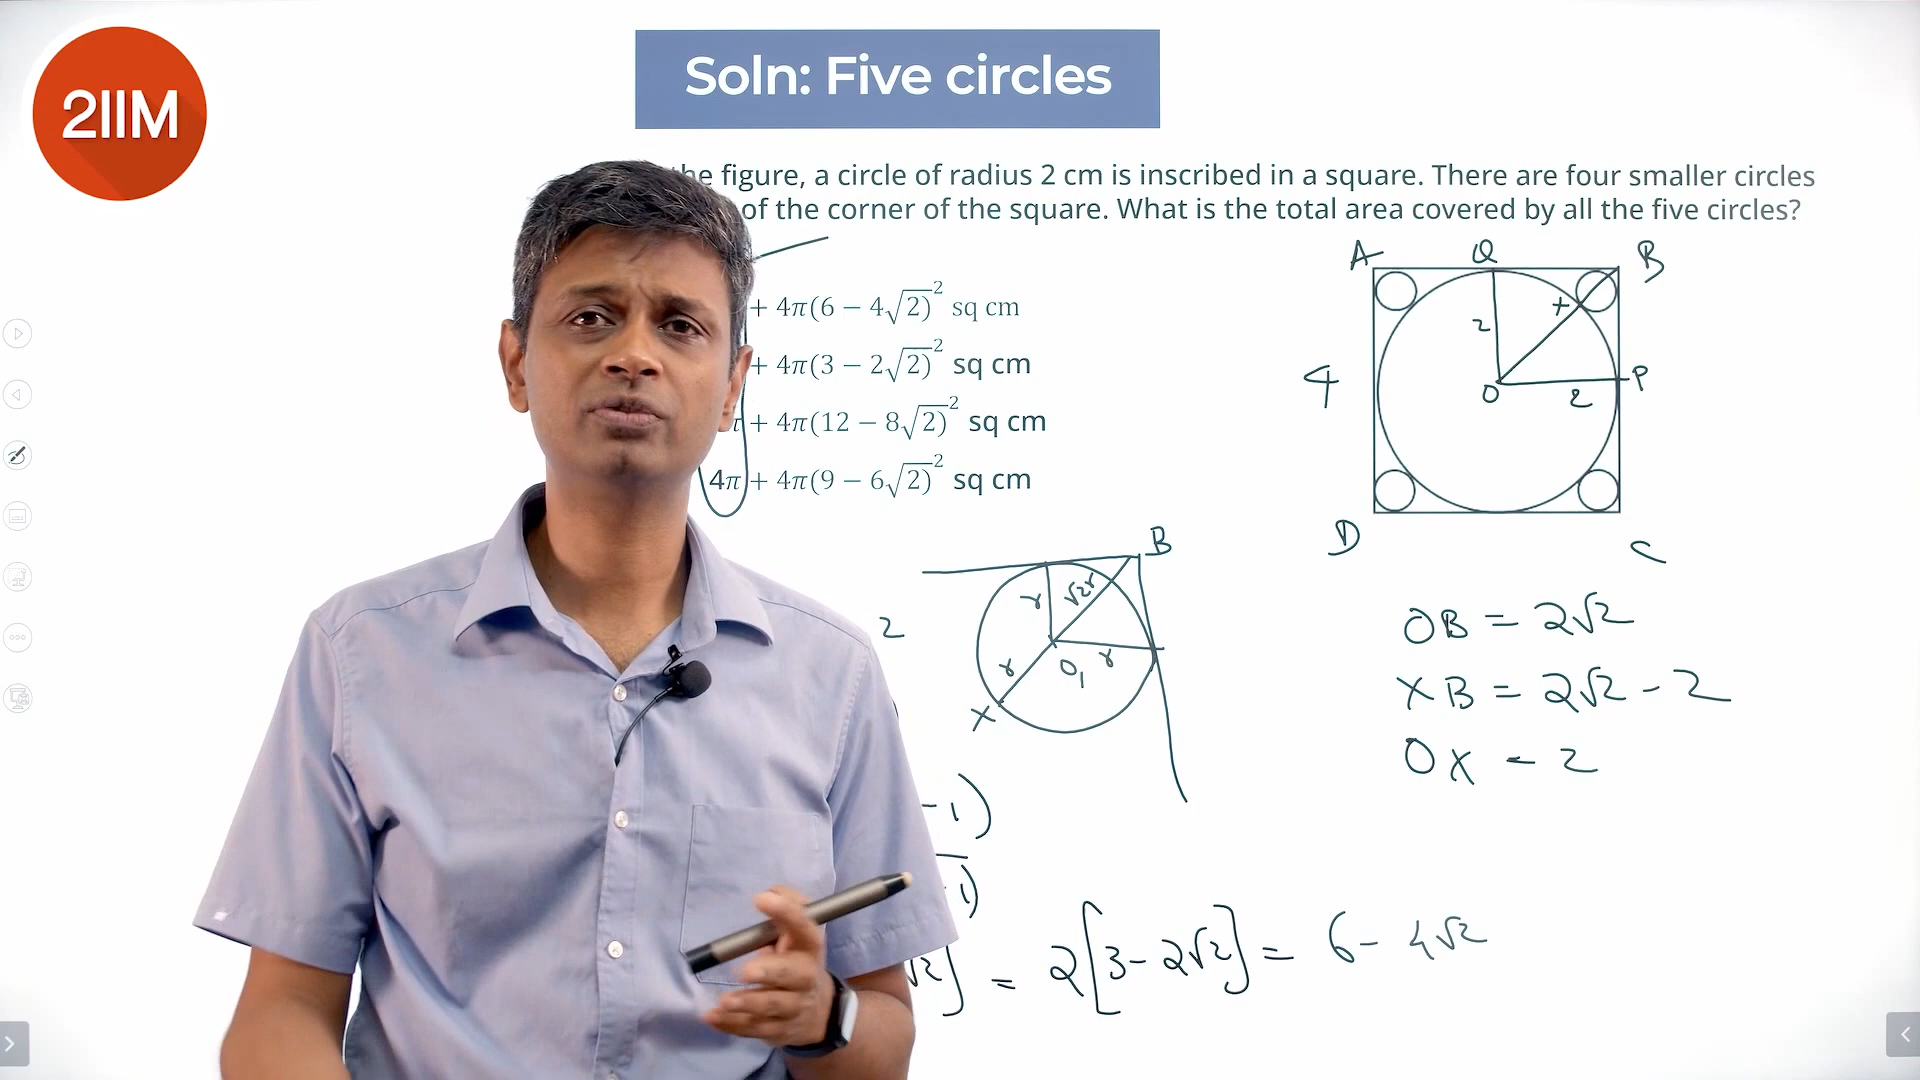 2IIM
Soln: Five circles
the figure, a circle of radius 2 cm is inscribed in a square. There are four smaller circles
of the corner of the square. What is the total area covered by all the five circles?
+ 4π(6 − 4√2)² sq cm
+ 4π(3 − 2√2)² sq cm
π + 4π(12 − 8√2)² sq cm
4π + 4π(9 − 6√2)² sq cm
A Q B
X
2
4 O 2 P
D C
B
r √2r
2
r O₁ r
X
OB = 2√2
XB = 2√2 - 2
OX = 2
- 1)
1)
√2] = 2[3 - 2√2] = 6 - 4√2